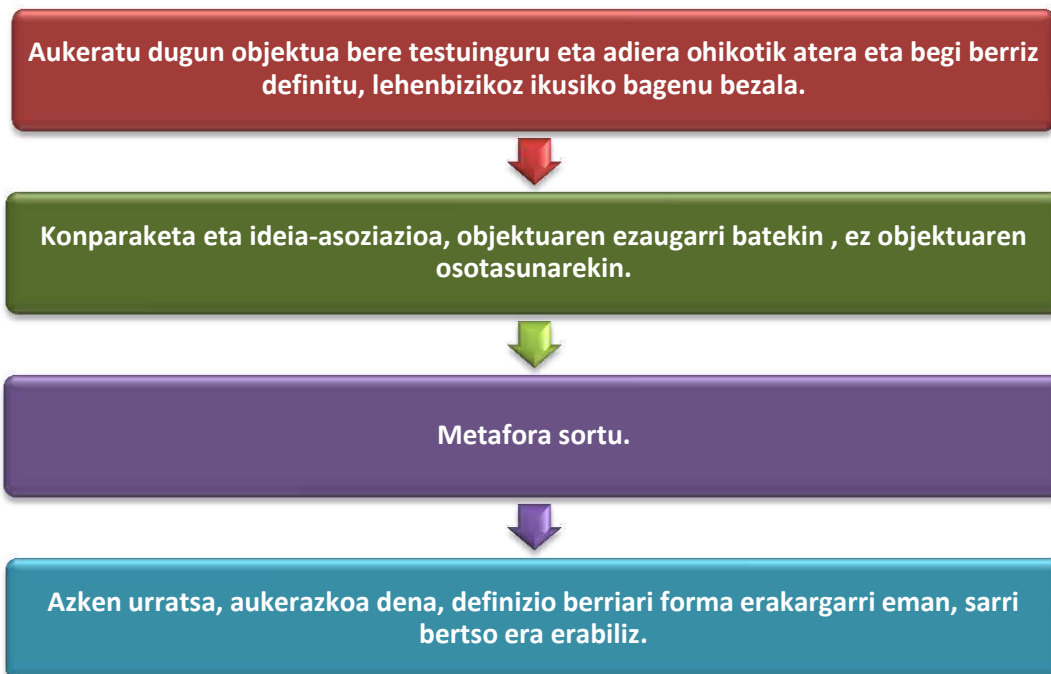 Aukeratu dugun objektua bere testuinguru eta adiera ohikotik atera eta begi berriz
definitu, lehenbizikoz ikusiko bagenu bezala.
Konparaketa eta ideia-asoziazioa, objektuaren ezaugarri batekin , ez objektuaren
osotasunarekin.
Metafora sortu.
Azken urratsa, aukerazkoa dena, definizio berriari forma erakargarri eman, sarri
bertso era erabiliz.